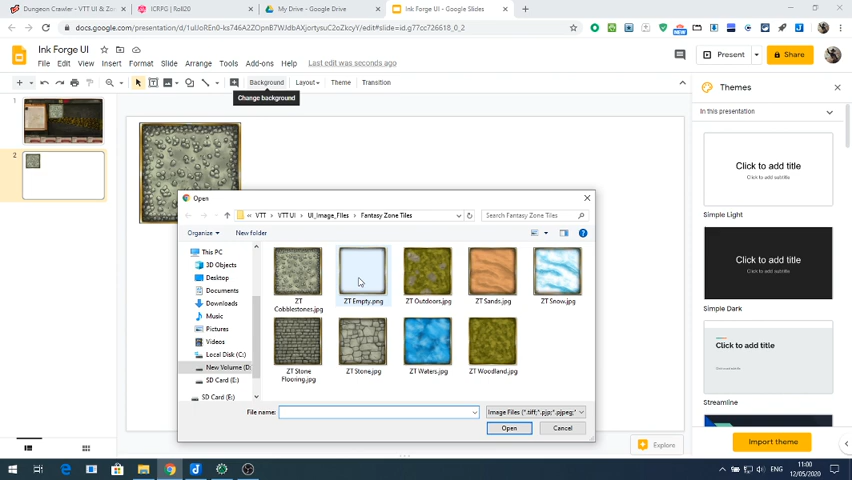 Dungeon Crawler - VTT UI & Zo
ICRPG | Roll20
My Drive - Google Drive
Ink Forge UI - Google Slides
docs.google.com/presentation/d/1uUoREn0-ks746A2ZOPnB7WJdbAXjortysuC2oZkcyY/edit#slide=id.g77cc726618_0_2
Ink Forge UI
File Edit View Insert Format Slide Arrange Tools Add-ons Help Last edit was seconds ago
Present
Share
Background Layout Theme Transition
Change background
Themes
In this presentation
1
2
Click to add title
Simple Light
Click to add title
Simple Dark
Click to add title
Streamline
Import theme
Explore
Open
VTT VTT UI UI_Image_Files Fantasy Zone Tiles
Search Fantasy Zone Tiles
Organize New folder
This PC
3D Objects
Desktop
Documents
Downloads
Music
Pictures
Videos
Local Disk (C:)
New Volume (D:
SD Card (E:)
SD Card (E:)
ZT Cobblestones.jpg
ZT Empty.png
ZT Outdoors.jpg
ZT Sands.jpg
ZT Snow.jpg
ZT Stone Flooring.jpg
ZT Stone.jpg
ZT Waters.jpg
ZT Woodland.jpg
File name:
Image Files (*.tiff;*.pjp;*.pjpeg;*
Open
Cancel
ENG
11:00
12/05/2020